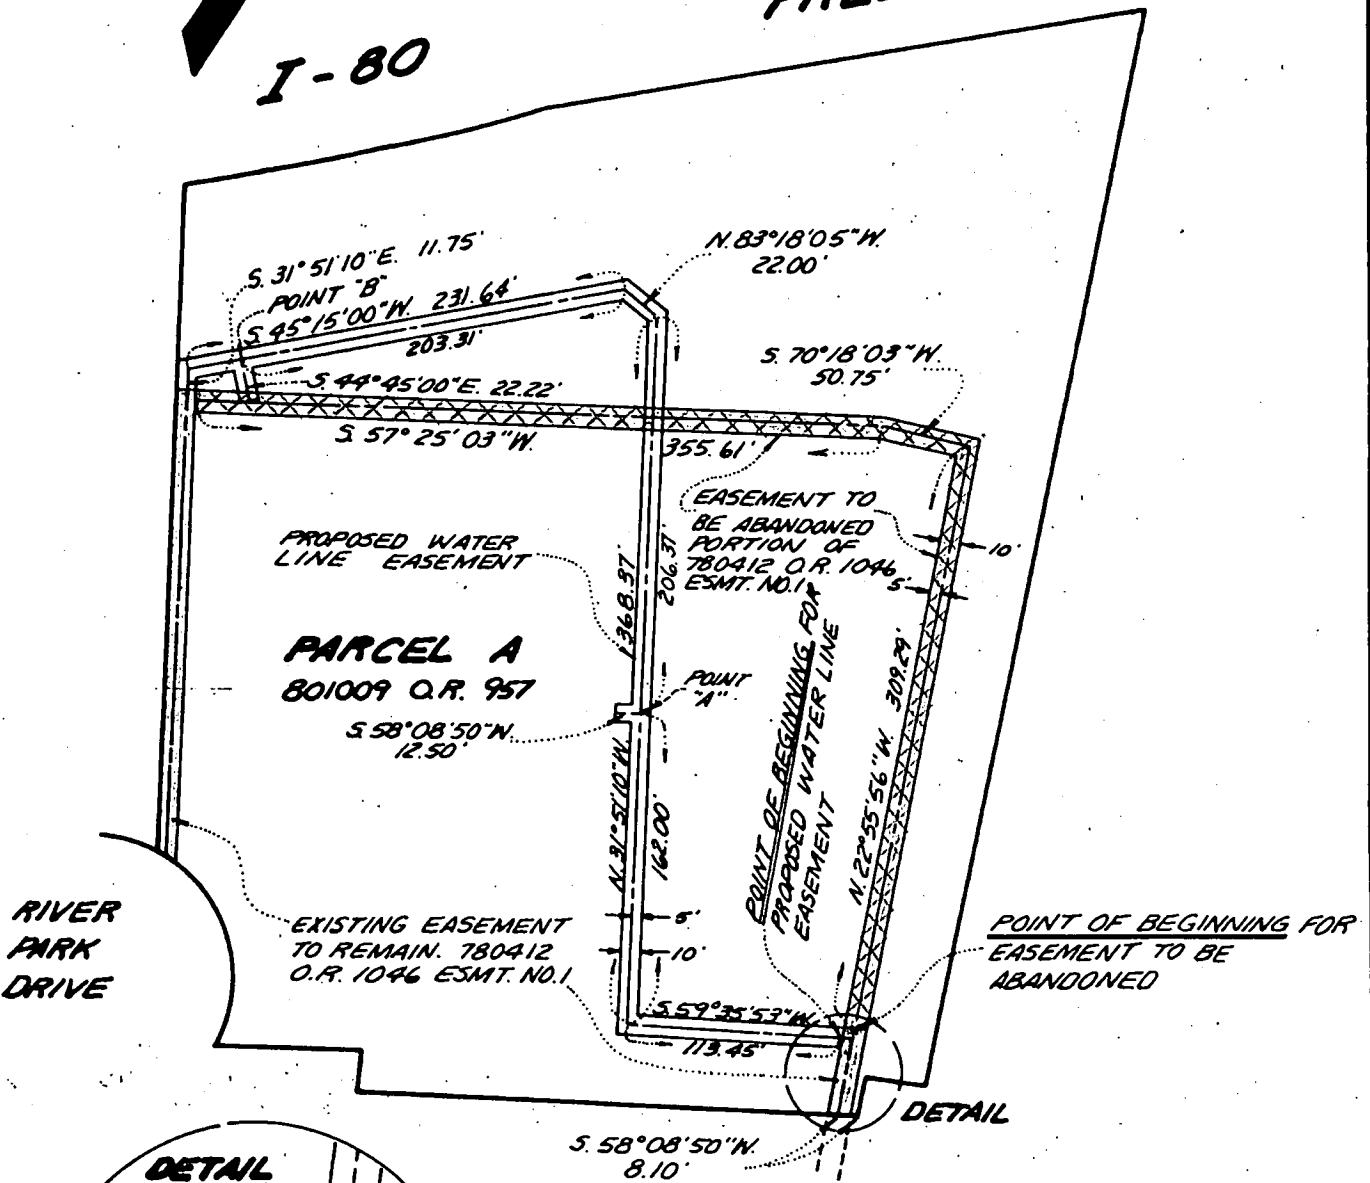 I-80
S. 31°51'10"E. 11.75'
POINT "B"
S. 45°15'00"W. 231.64'
203.31'
N. 83°18'05"W.
22.00'
S. 70°18'03"W.
50.75'
S. 44°45'00"E. 22.22'
S. 57°25'03"W.
355.61'
EASEMENT TO
BE ABANDONED
PORTION OF
780412 O.R. 1046
ESMT. NO.1
10'
5'
PROPOSED WATER
LINE EASEMENT
368.37'
206.37'
PARCEL A
801009 O.R. 957
S. 58°08'50"W.
12.50'
POINT
"A"
N. 31°51'10"W.
162.00'
POINT OF BEGINNING FOR
PROPOSED WATER LINE
EASEMENT
N. 22°55'56"W. 309.29'
RIVER
PARK
DRIVE
EXISTING EASEMENT
TO REMAIN. 780412
O.R. 1046 ESMT. NO.1
5'
10'
POINT OF BEGINNING FOR
EASEMENT TO BE
ABANDONED
S. 59°35'53"W.
113.45'
DETAIL
S. 58°08'50"W.
8.10'
DETAIL